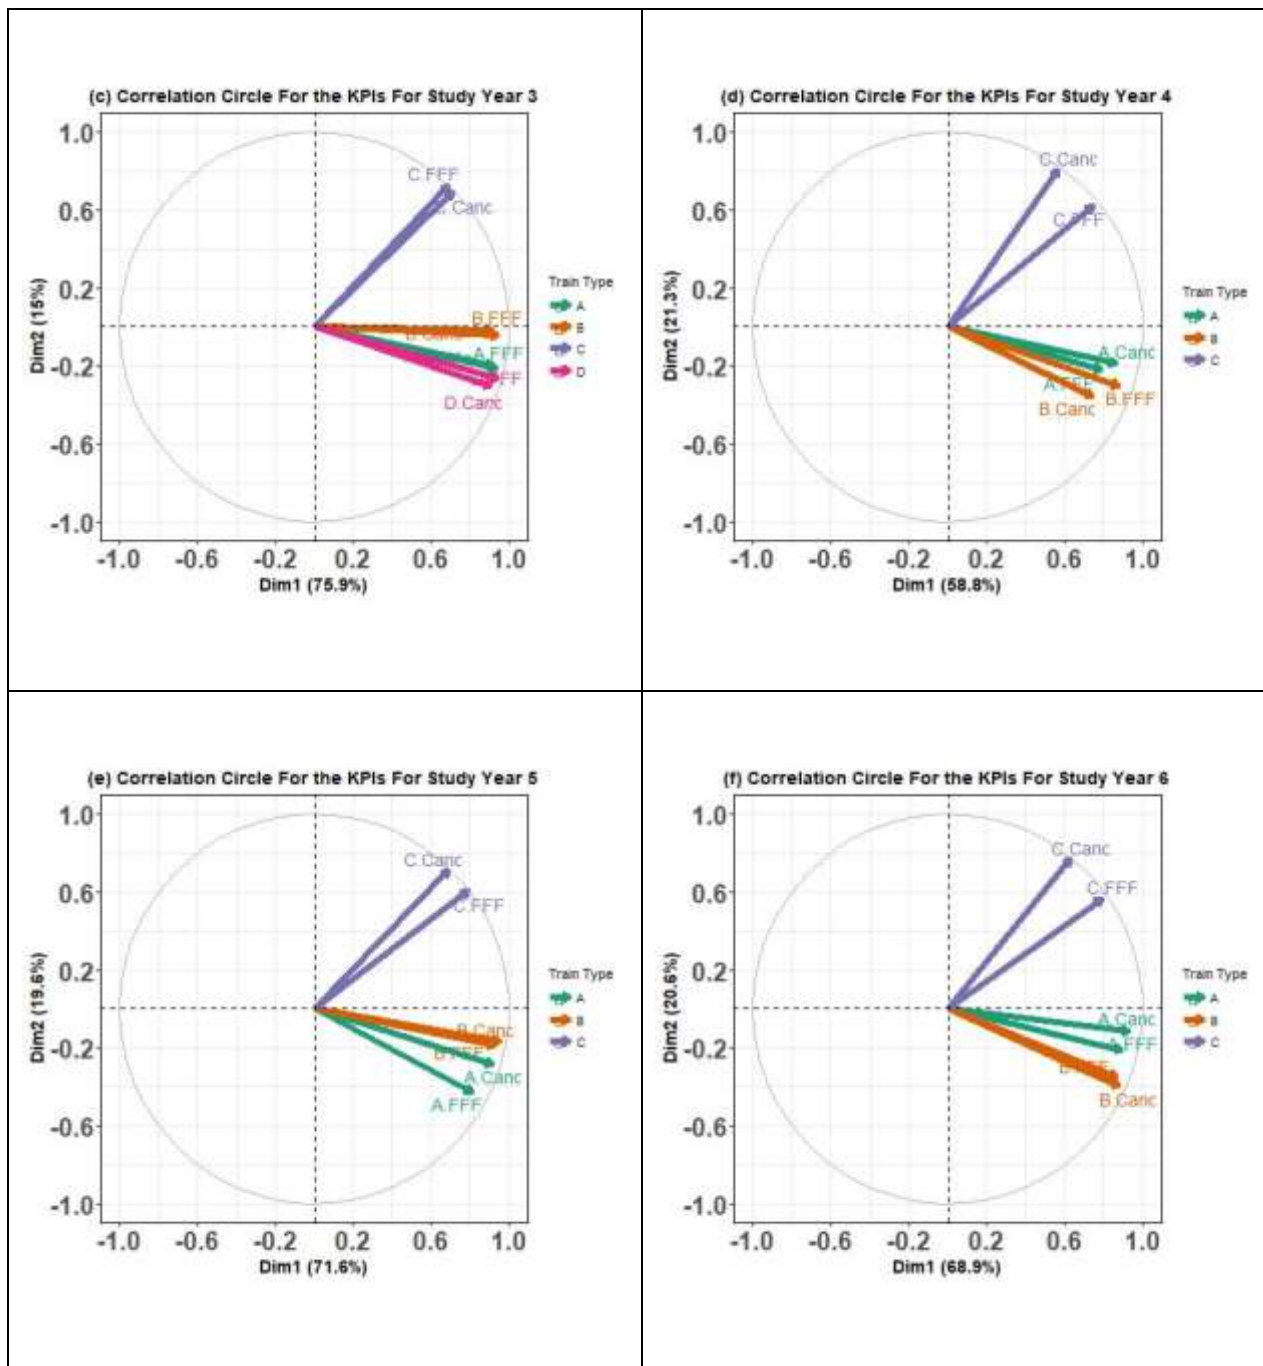 (c) Correlation Circle For the KPIs For Study Year 3
1.0
0.6
0.2
-0.2
-0.6
-1.0
Dim2 (15%)
C.FFF
Canc
B.FFF
B.Canc
A.FFF
FF
D.Canc
-1.0 -0.6 -0.2 0.2 0.6 1.0
Dim1 (75.9%)
Train Type
A
B
C
D
(d) Correlation Circle For the KPIs For Study Year 4
1.0
0.6
0.2
-0.2
-0.6
-1.0
Dim2 (21.3%)
C.Canc
C.FFF
A.Canc
A.FFF
B.FFF
B.Canc
-1.0 -0.6 -0.2 0.2 0.6 1.0
Dim1 (58.8%)
Train Type
A
B
C
(e) Correlation Circle For the KPIs For Study Year 5
1.0
0.6
0.2
-0.2
-0.6
-1.0
Dim2 (19.6%)
C.Canc
C.FFF
B.Canc
B.FFF
A.Canc
A.FFF
-1.0 -0.6 -0.2 0.2 0.6 1.0
Dim1 (71.6%)
Train Type
A
B
C
(f) Correlation Circle For the KPIs For Study Year 6
1.0
0.6
0.2
-0.2
-0.6
-1.0
Dim2 (20.6%)
C.Canc
C.FFF
A.Canc
A.FFF
B.FFF
B.Canc
-1.0 -0.6 -0.2 0.2 0.6 1.0
Dim1 (68.9%)
Train Type
A
B
C